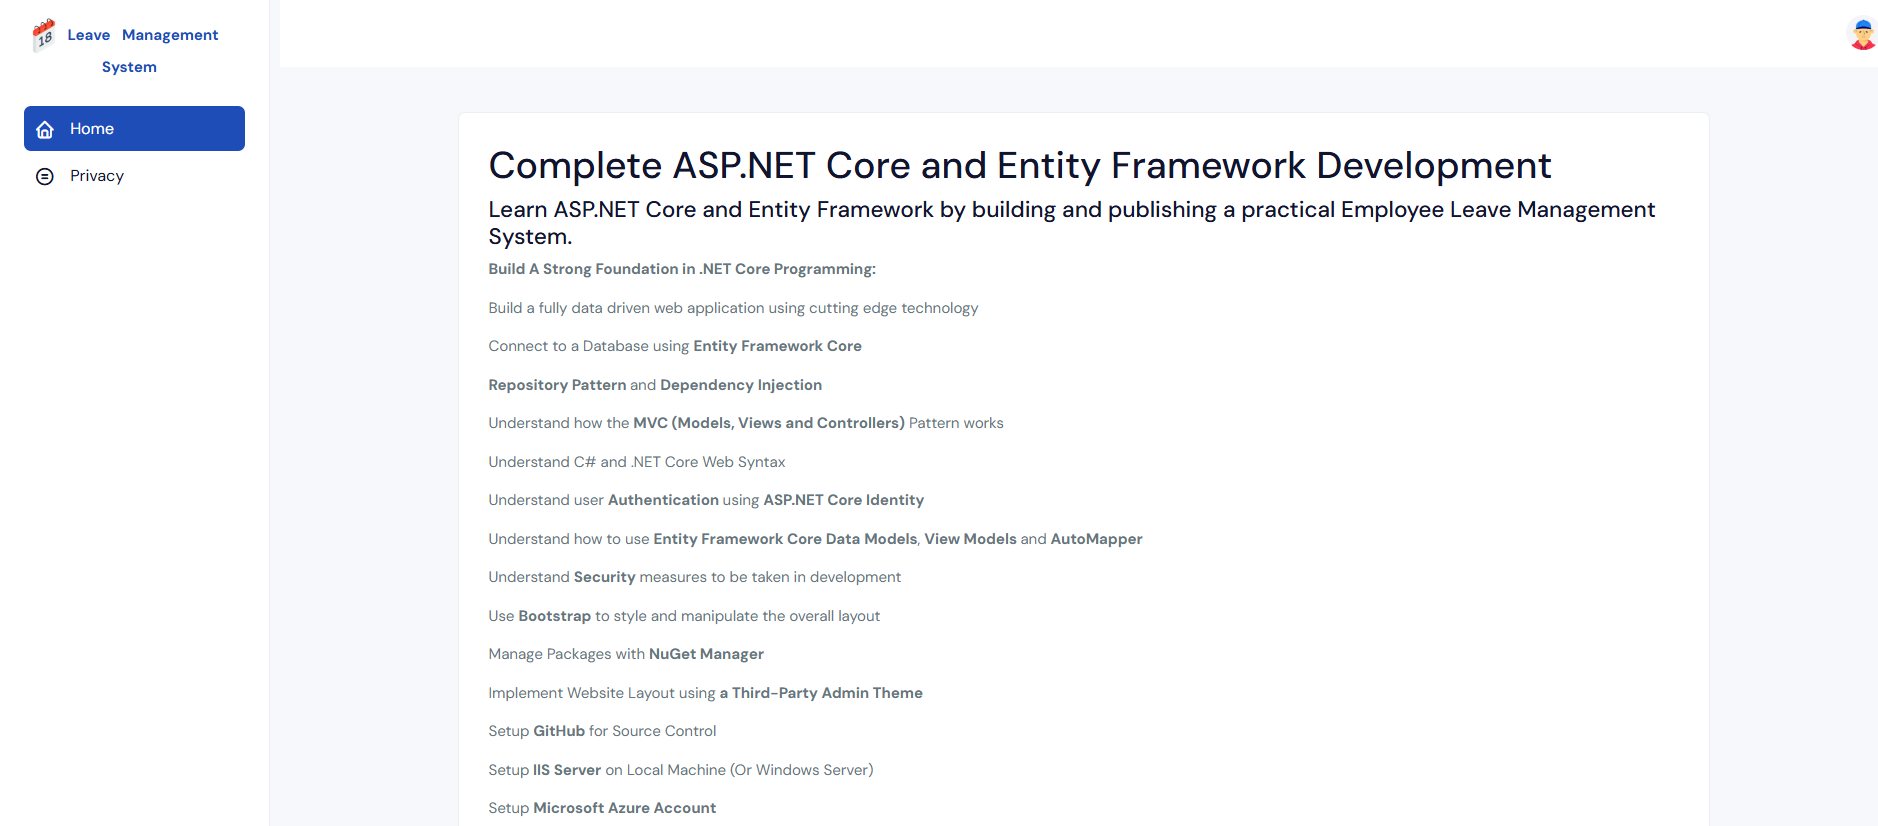 18
Leave Management
System
Home
Privacy
Complete ASP.NET Core and Entity Framework Development
Learn ASP.NET Core and Entity Framework by building and publishing a practical Employee Leave Management
System.
Build A Strong Foundation in .NET Core Programming:
Build a fully data driven web application using cutting edge technology
Connect to a Database using Entity Framework Core
Repository Pattern and Dependency Injection
Understand how the MVC (Models, Views and Controllers) Pattern works
Understand C# and .NET Core Web Syntax
Understand user Authentication using ASP.NET Core Identity
Understand how to use Entity Framework Core Data Models, View Models and AutoMapper
Understand Security measures to be taken in development
Use Bootstrap to style and manipulate the overall layout
Manage Packages with NuGet Manager
Implement Website Layout using a Third-Party Admin Theme
Setup GitHub for Source Control
Setup IIS Server on Local Machine (Or Windows Server)
Setup Microsoft Azure Account